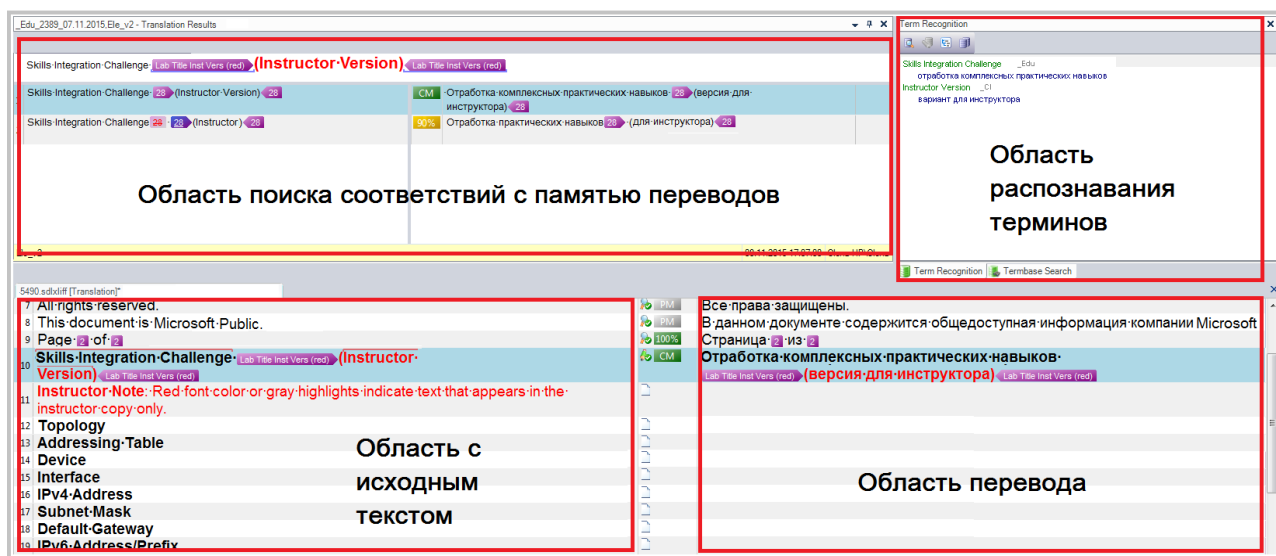 _Edu_2389_07.11.2015.Ele_v2 - Translation Results
Skills·Integration·Challenge· Lab Title Inst Vers (red) (Instructor·Version) Lab Title Inst Vers (red)
Skills·Integration·Challenge· 28 (Instructor·Version) 28
CM
Отработка·комплексных·практических·навыков· 28 (версия·для·
инструктора) 28
Skills·Integration·Challenge 28 · 28 (Instructor) 28
90%
Отработка·практических·навыков 28 ·(для·инструктора) 28
Область поиска соответствий с памятью переводов
Ele_v2
Term Recognition
Skills Integration Challenge _Edu
отработка комплексных практических навыков
Instructor Version _CI
вариант для инструктора
Область
распознавания
терминов
Term Recognition Termbase Search
5490.sdlxliff [Translation]*
7 All·rights·reserved. PM Все·права·защищены.
8 This·document·is·Microsoft·Public. PM В·данном·документе·содержится·общедоступная·информация·компании Microsoft
9 Page· 2 ·of· 2 100% Страница· 2 ·из· 2
10 Skills·Integration·Challenge· Lab Title Inst Vers (red) (Instructor· CM Отработка·комплексных·практических·навыков·
Version) Lab Title Inst Vers (red) Lab Title Inst Vers (red) (версия·для·инструктора) Lab Title Inst Vers (red)
11 Instructor·Note:·Red·font·color·or·gray·highlights·indicate·text·that·appears·in·the·
instructor·copy·only.
12 Topology
13 Addressing·Table
14 Device
15 Interface
16 IPv4·Address
17 Subnet·Mask
18 Default·Gateway
19 IPv6·Address/Prefix
Область с
исходным
текстом
Область перевода